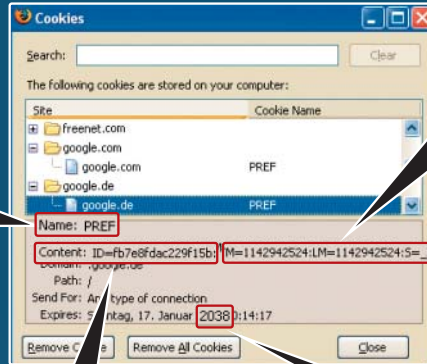 Cookies
Search:
Clear
The following cookies are stored on your computer:
Site Cookie Name
freenet.com
google.com
google.com PREF
google.de
google.de PREF
Name: PREF
Content: ID=fb7e8fdac229f15b: M=1142942524:LM=1142942524:S=_
Domain: .google.de
Path: /
Send For: Any type of connection
Expires: Sonntag, 17. Januar 2038 0:14:17
Remove All Cookies Close